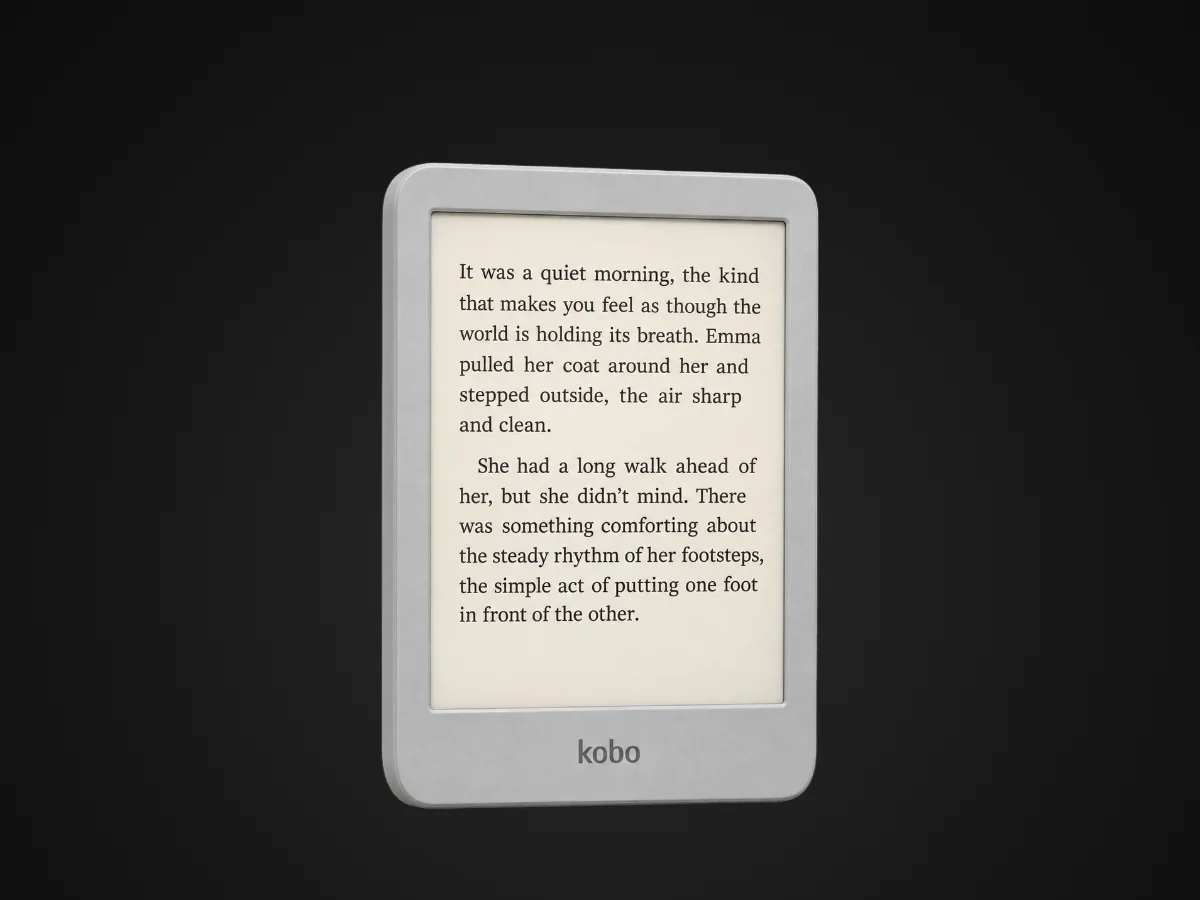 It was a quiet morning, the kind
that makes you feel as though the
world is holding its breath. Emma
pulled her coat around her and
stepped outside, the air sharp
and clean.
She had a long walk ahead of
her, but she didn’t mind. There
was something comforting about
the steady rhythm of her footsteps,
the simple act of putting one foot
in front of the other.
kobo